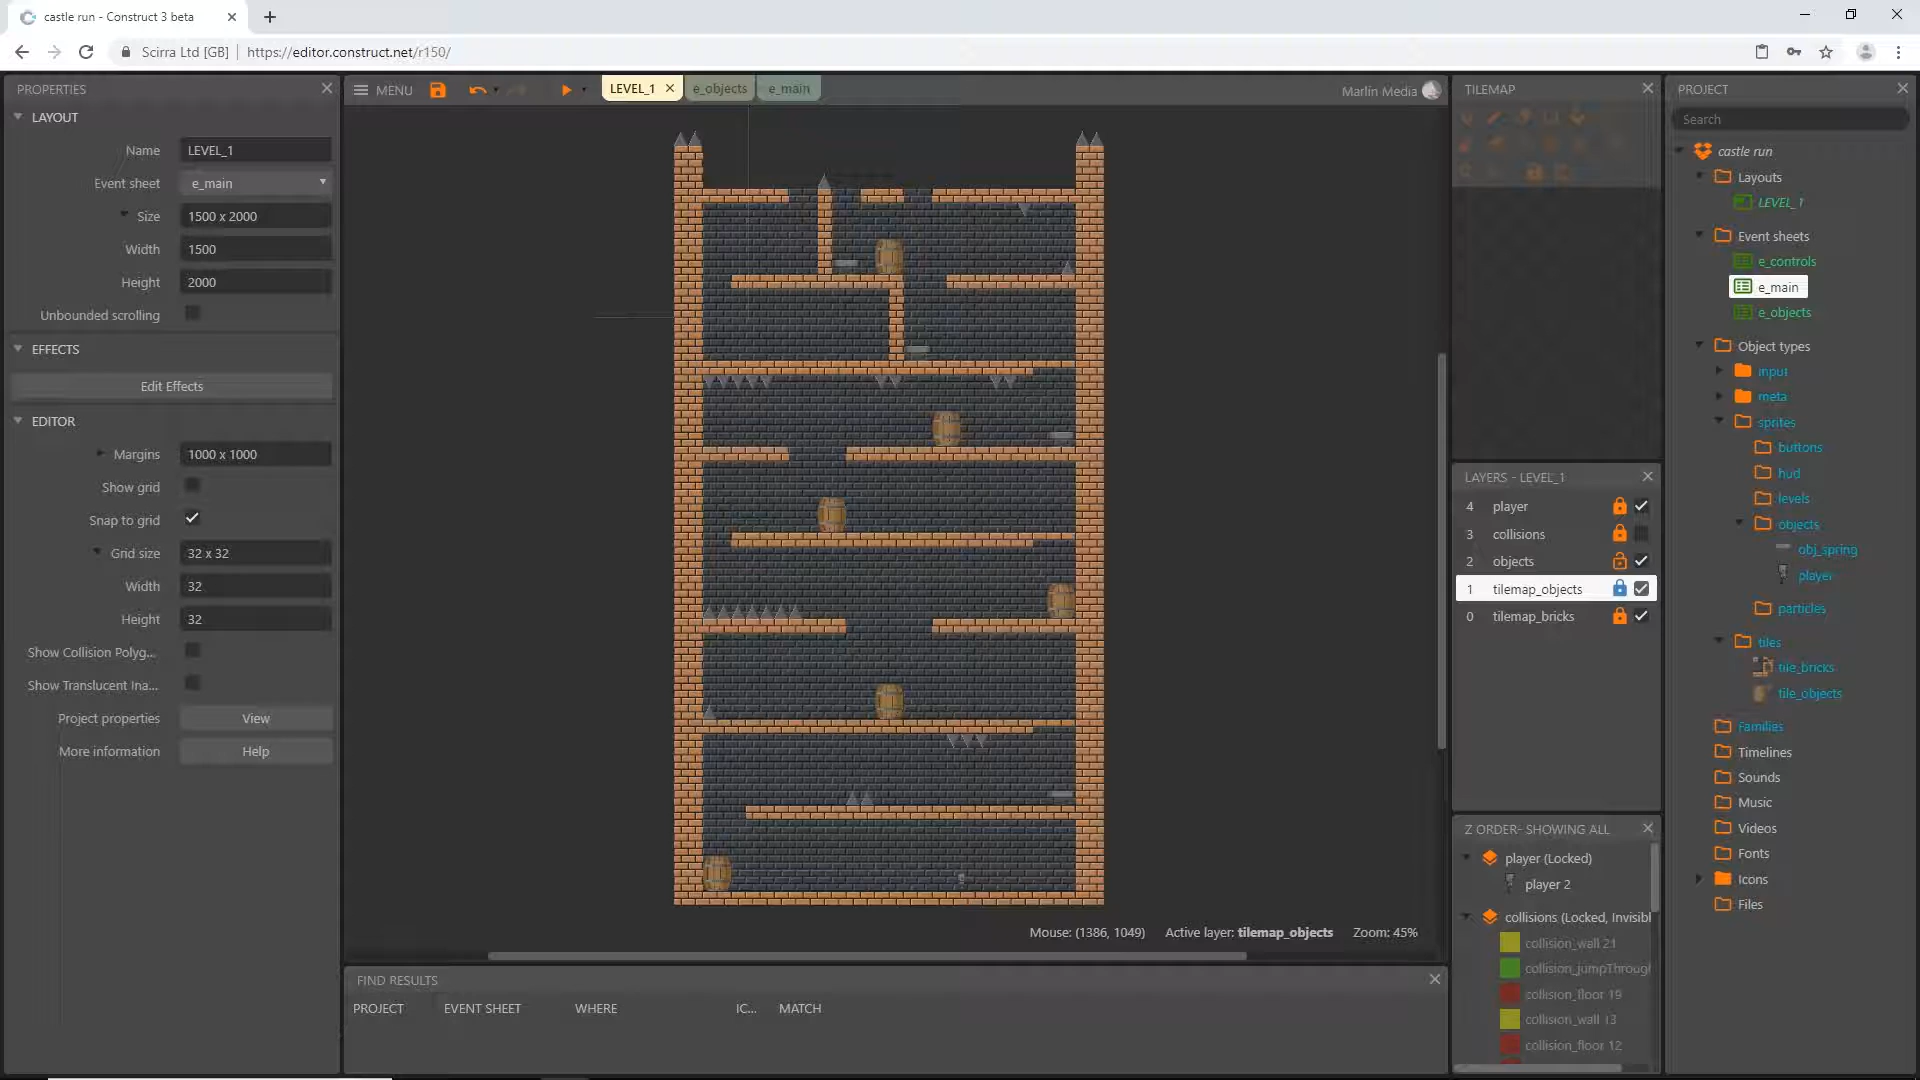 castle run - Construct 3 beta
Scirra Ltd [GB] | https://editor.construct.net/r150/
PROPERTIES
LAYOUT
Name LEVEL_1
Event sheet e_main
Size 1500 x 2000
Width 1500
Height 2000
Unbounded scrolling
EFFECTS
Edit Effects
EDITOR
Margins 1000 x 1000
Show grid
Snap to grid
Grid size 32 x 32
Width 32
Height 32
Show Collision Polyg...
Show Translucent Ina...
Project properties View
More information Help
MENU
LEVEL_1
e_objects
e_main
Marlin Media
Mouse: (1386, 1049) Active layer: tilemap_objects Zoom: 45%
FIND RESULTS
PROJECT EVENT SHEET WHERE IC... MATCH
TILEMAP
LAYERS - LEVEL_1
4 player
3 collisions
2 objects
1 tilemap_objects
0 tilemap_bricks
Z ORDER- SHOWING ALL
player (Locked)
player 2
collisions (Locked, Invisibl
collision_wall 21
collision_jumpThrough
collision_floor 19
collision_wall 13
collision_floor 12
PROJECT
Search
castle run
Layouts
LEVEL_1
Event sheets
e_controls
e_main
e_objects
Object types
input
meta
sprites
buttons
hud
levels
objects
obj_spring
player
particles
tiles
tile_bricks
tile_objects
Families
Timelines
Sounds
Music
Videos
Fonts
Icons
Files